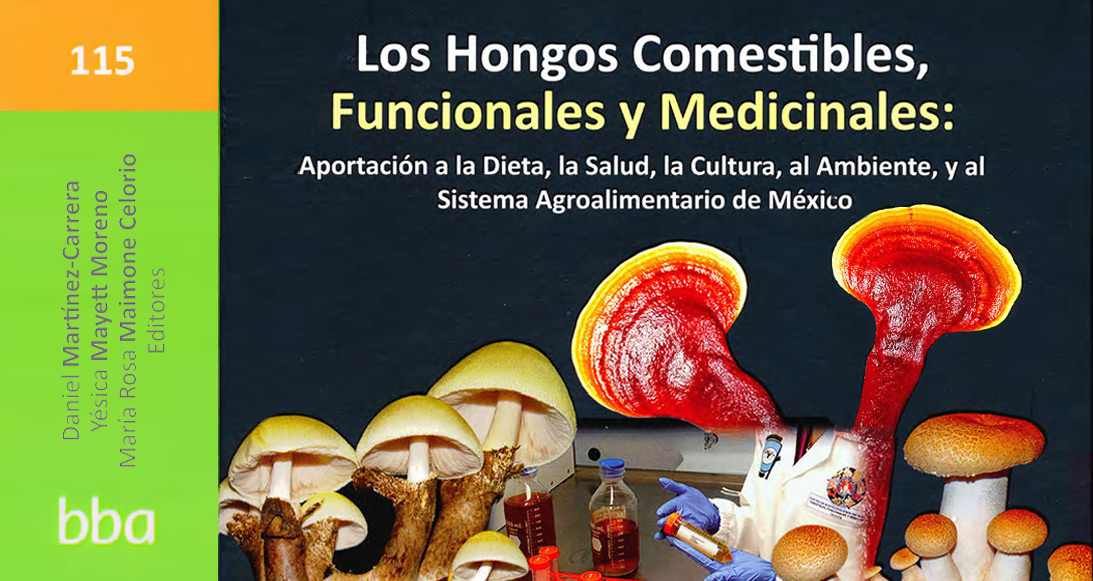 115
Los Hongos Comestibles,
Funcionales y Medicinales:
Aportación a la Dieta, la Salud, la Cultura, al Ambiente, y al
Sistema Agroalimentario de México
Daniel Martínez-Carrera
Yésica Mayett Moreno
María Rosa Maimone Celorio
Editores
bba